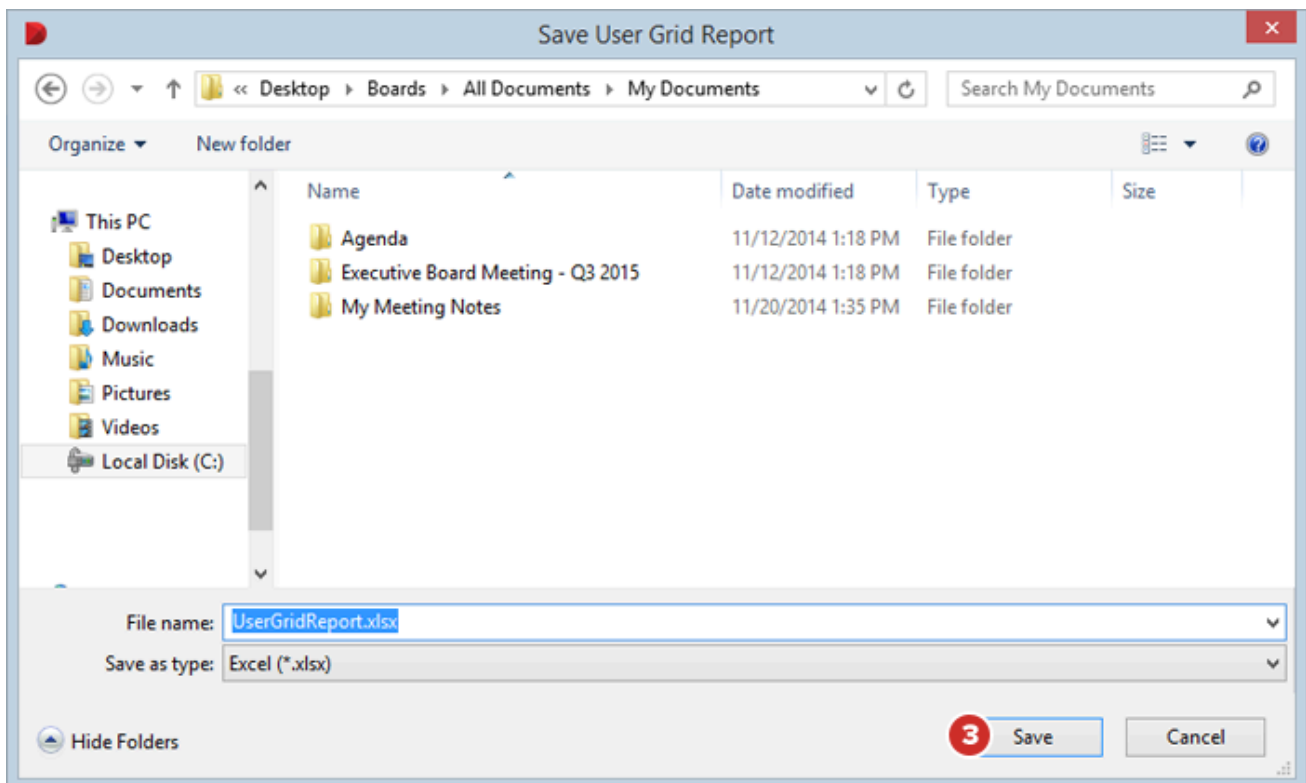 Save User Grid Report
« Desktop Boards All Documents My Documents Search My Documents
Organize New folder
Name Date modified Type Size
This PC
Desktop
Documents
Downloads
Music
Pictures
Videos
Local Disk (C:)
Agenda 11/12/2014 1:18 PM File folder
Executive Board Meeting - Q3 2015 11/12/2014 1:18 PM File folder
My Meeting Notes 11/20/2014 1:35 PM File folder
File name: UserGridReport.xlsx
Save as type: Excel (*.xlsx)
Hide Folders 3 Save Cancel